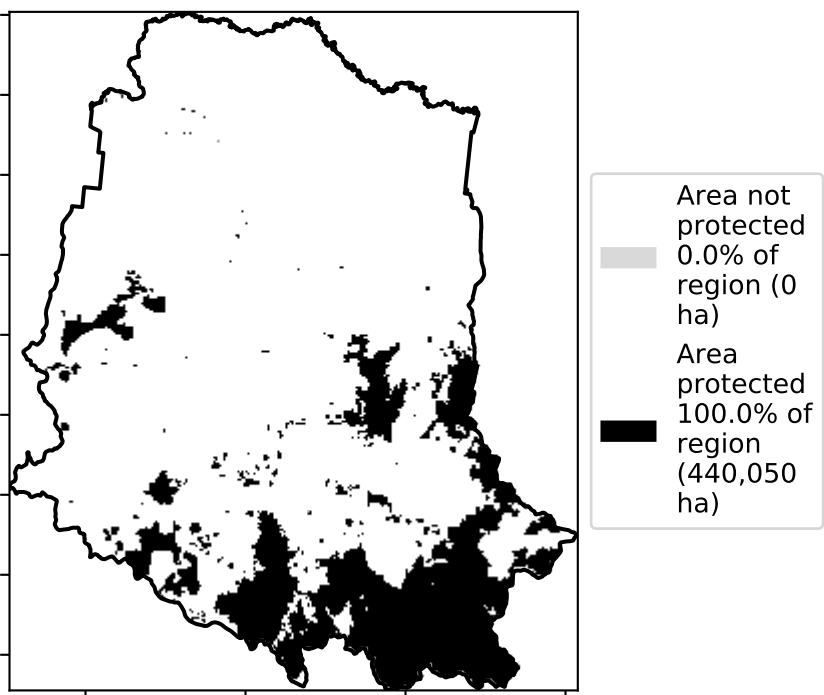 Area not
protected
0.0% of
region (0
ha)
Area
protected
100.0% of
region
(440,050
ha)